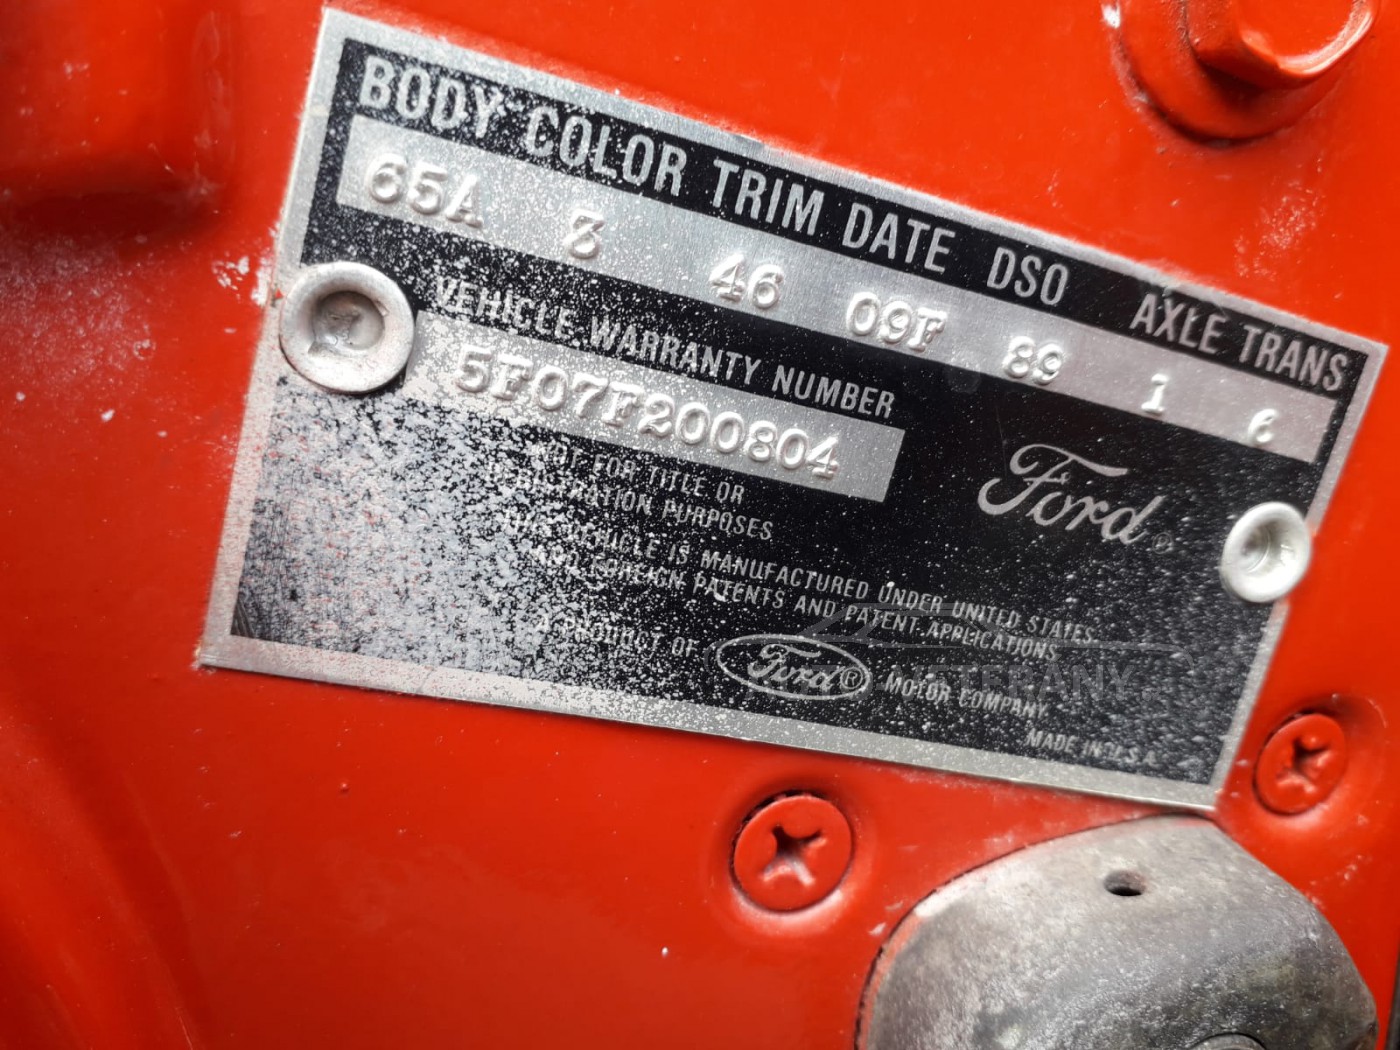 BODY COLOR TRIM DATE DSO AXLE TRANS
65A 3 46 09F 89 1 6
VEHICLE WARRANTY NUMBER
5F07F200804
NOT FOR TITLE OR
REGISTRATION PURPOSES
THIS VEHICLE IS MANUFACTURED UNDER UNITED STATES
AND FOREIGN PATENTS AND PATENT APPLICATIONS
Ford®
A PRODUCT OF Ford® MOTOR COMPANY
MADE IN U.S.A.